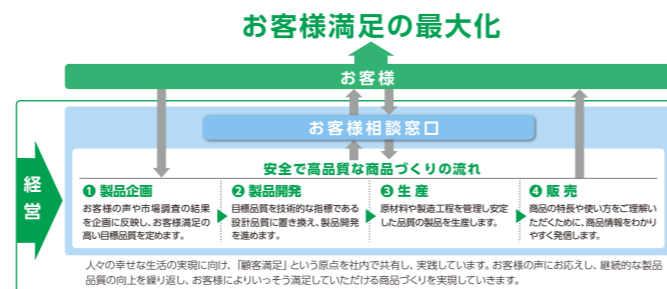 お客様満足の最大化
お客様
お客様相談窓口
経営
安全で高品質な商品づくりの流れ
❶ 製品企画
お客様の声や市場調査の結果
を企画に反映し、お客様満足の
高い目標品質を定めます。
❷ 製品開発
目標品質を技術的な指標である
設計品質に置き換え、製品開発
を進めます。
❸ 生産
原材料や製造工程を管理し安定
した品質の製品を生産します。
❹ 販売
商品の特長や使い方をご理解い
ただくために、商品情報をわかり
やすく発信します。
人々の幸せな生活の実現に向け、「顧客満足」という原点を社内で共有し、実践しています。お客様の声にお応えし、継続的な製品
品質の向上を繰り返し、お客様によりいっそう満足していただける商品づくりを実現していきます。